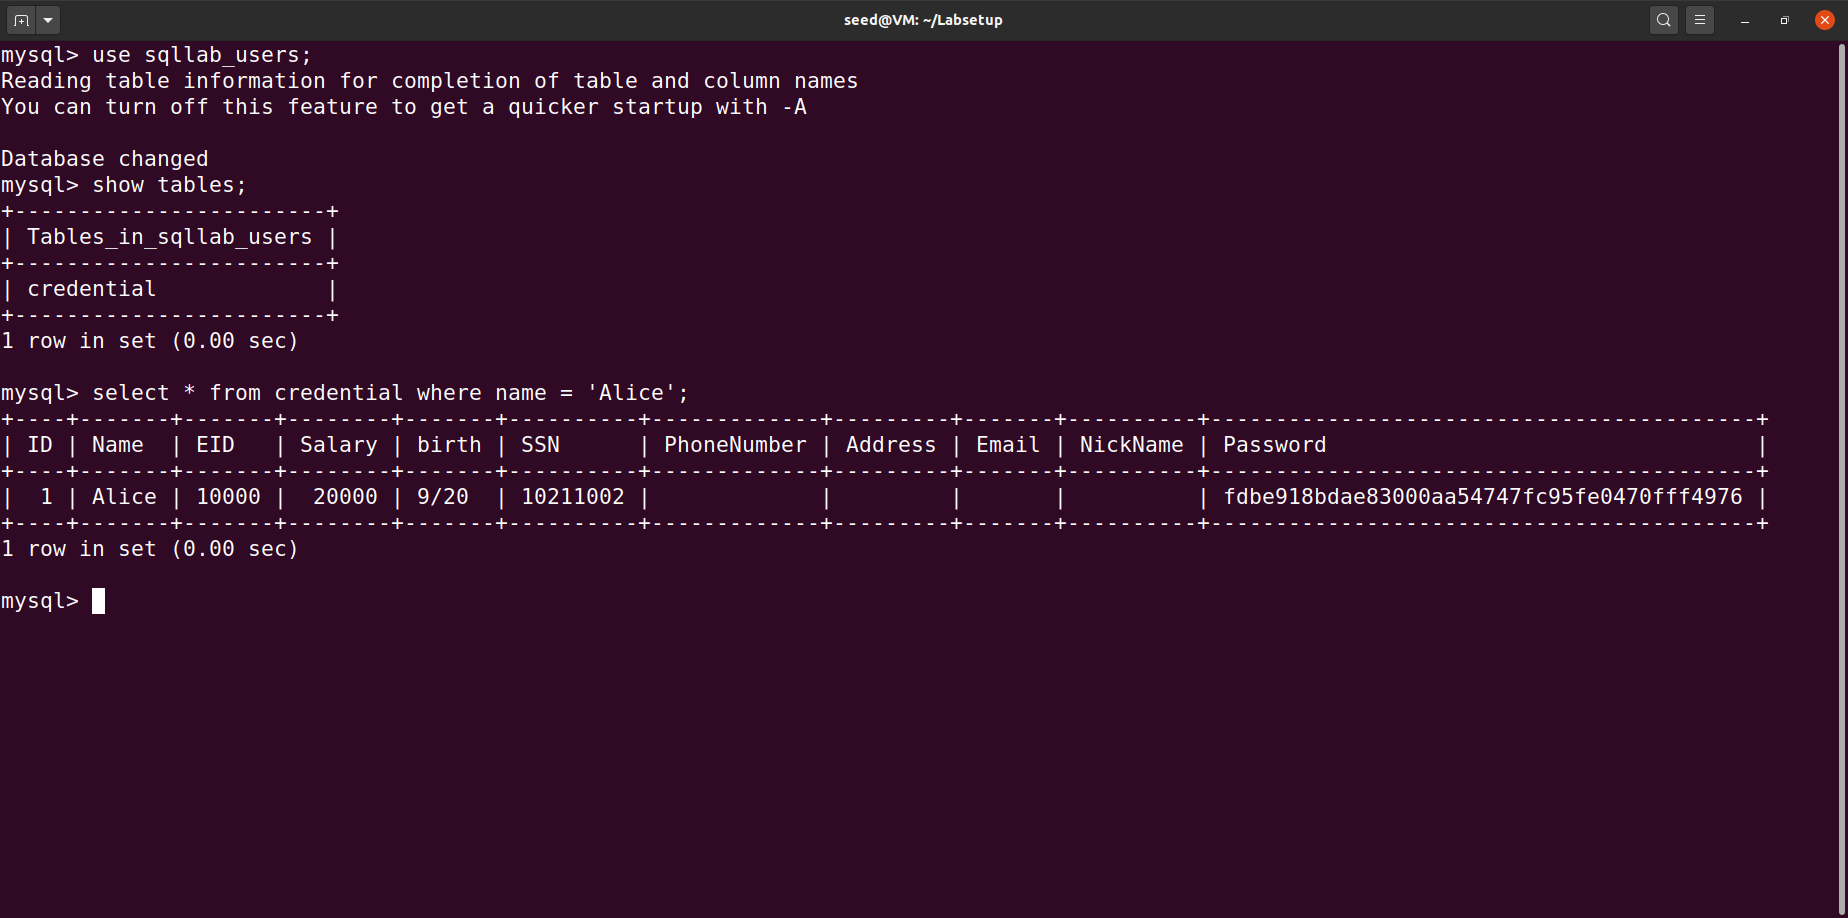 seed@VM: ~/Labsetup
mysql> use sqllab_users;
Reading table information for completion of table and column names
You can turn off this feature to get a quicker startup with -A
Database changed
mysql> show tables;
+------------------------+
| Tables_in_sqllab_users |
+------------------------+
| credential             |
+------------------------+
1 row in set (0.00 sec)
mysql> select * from credential where name = 'Alice';
+----+-------+-------+--------+-------+----------+-------------+---------+-------+----------+------------------------------------------+
| ID | Name  | EID   | Salary | birth | SSN      | PhoneNumber | Address | Email | NickName | Password                                 |
+----+-------+-------+--------+-------+----------+-------------+---------+-------+----------+------------------------------------------+
|  1 | Alice | 10000 |  20000 | 9/20  | 10211002 |             |         |       |          | fdbe918bdae83000aa54747fc95fe0470fff4976 |
+----+-------+-------+--------+-------+----------+-------------+---------+-------+----------+------------------------------------------+
1 row in set (0.00 sec)
mysql>